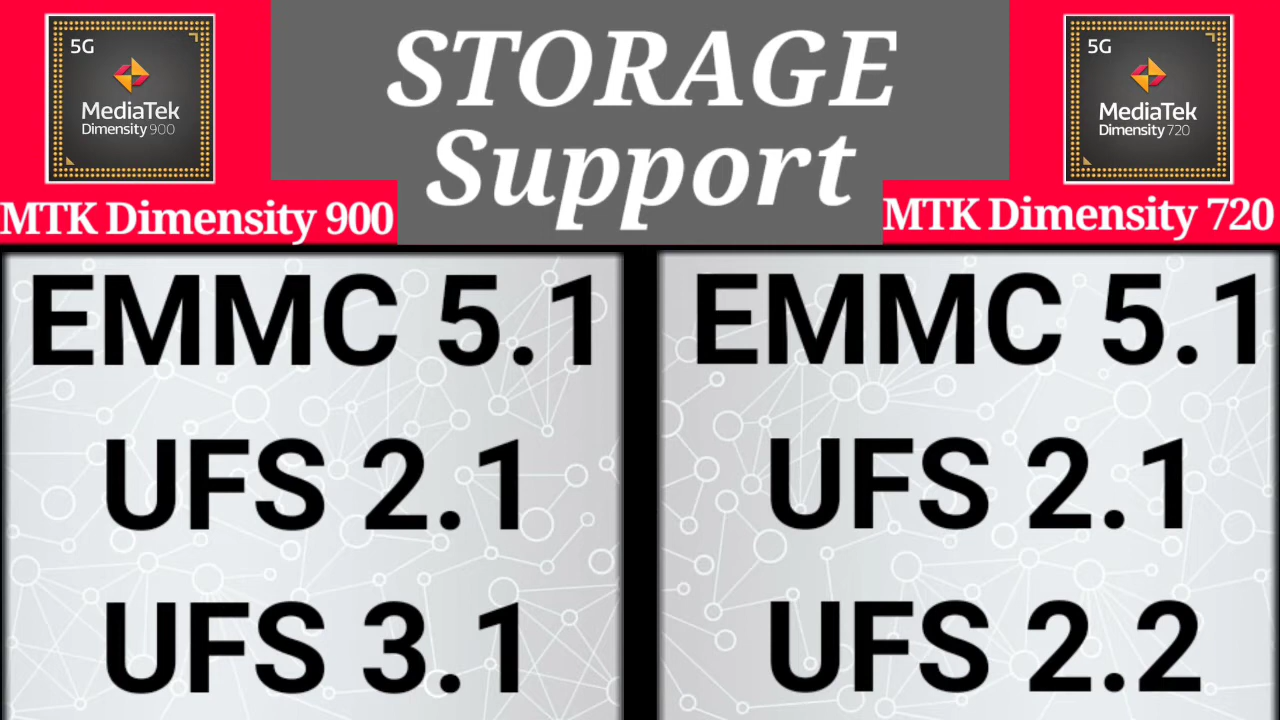 5G
MediaTek
Dimensity 900
MTK Dimensity 900
STORAGE
Support
5G
MediaTek
Dimensity 720
MTK Dimensity 720
EMMC 5.1
UFS 2.1
UFS 3.1
EMMC 5.1
UFS 2.1
UFS 2.2